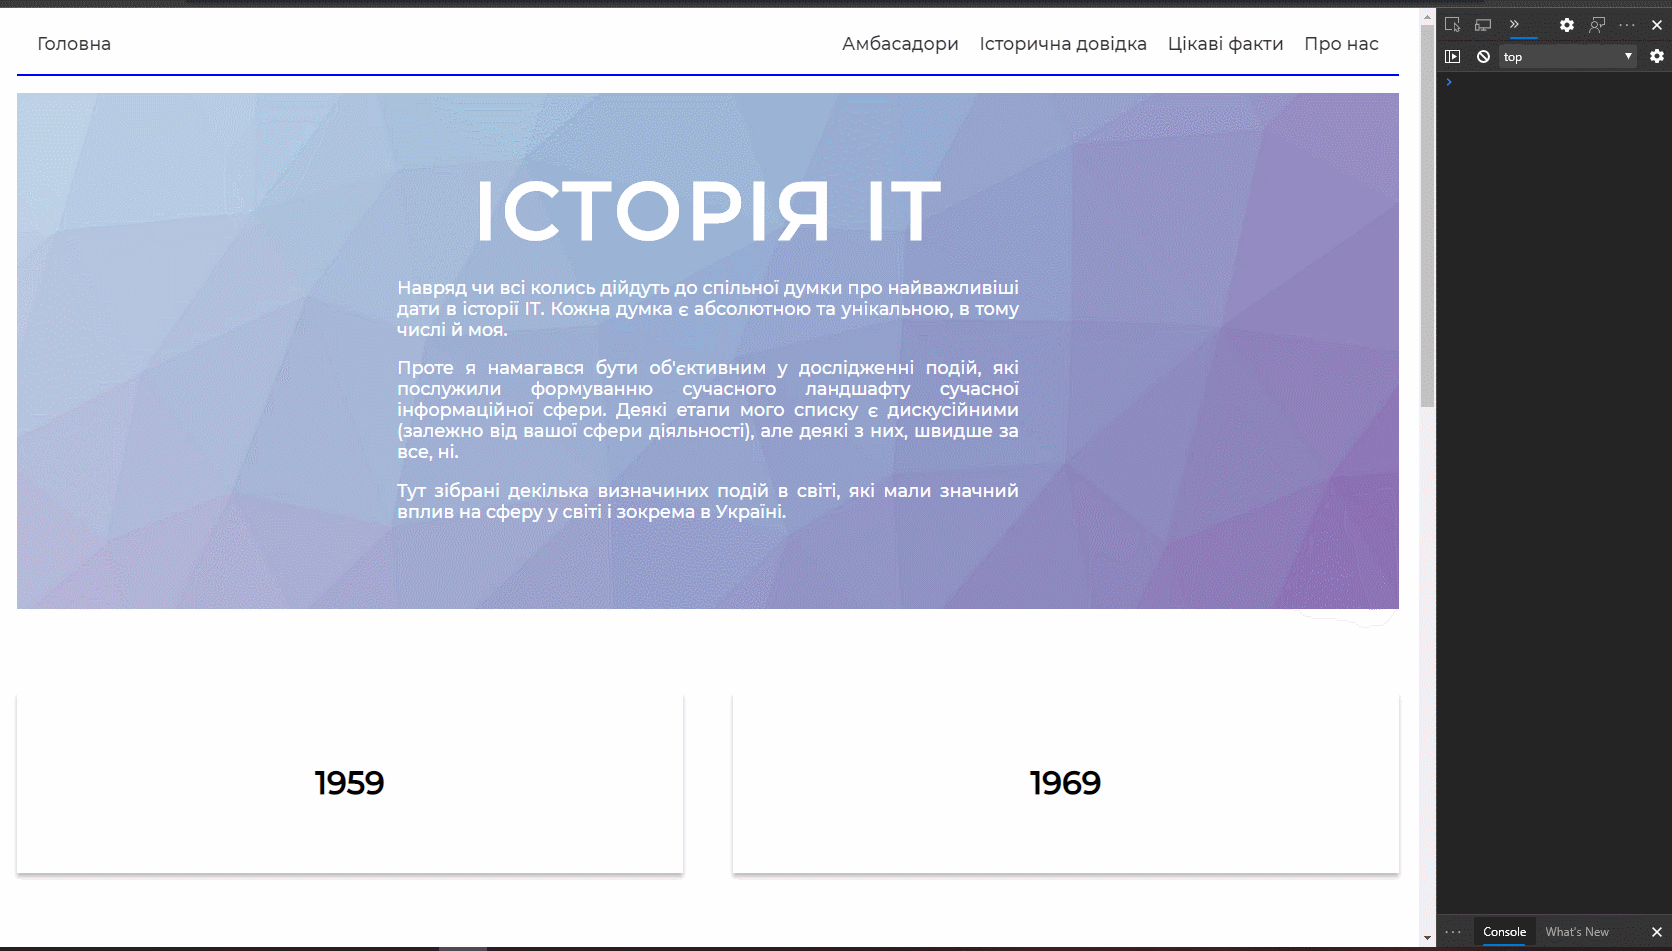 Головна
Амбасадори Історична довідка Цікаві факти Про нас
top
ІСТОРІЯ ІТ
Навряд чи всі колись дійдуть до спільної думки про найважливіші
дати в історії ІТ. Кожна думка є абсолютною та унікальною, в тому
числі й моя.
Проте я намагався бути об'єктивним у дослідженні подій, які
послужили формуванню сучасного ландшафту сучасної
інформаційної сфери. Деякі етапи мого списку є дискусійними
(залежно від вашої сфери діяльності), але деякі з них, швидше за
все, ні.
Тут зібрані декілька визначиних подій в світі, які мали значний
вплив на сферу у світі і зокрема в Україні.
1959
1969
Console What's New